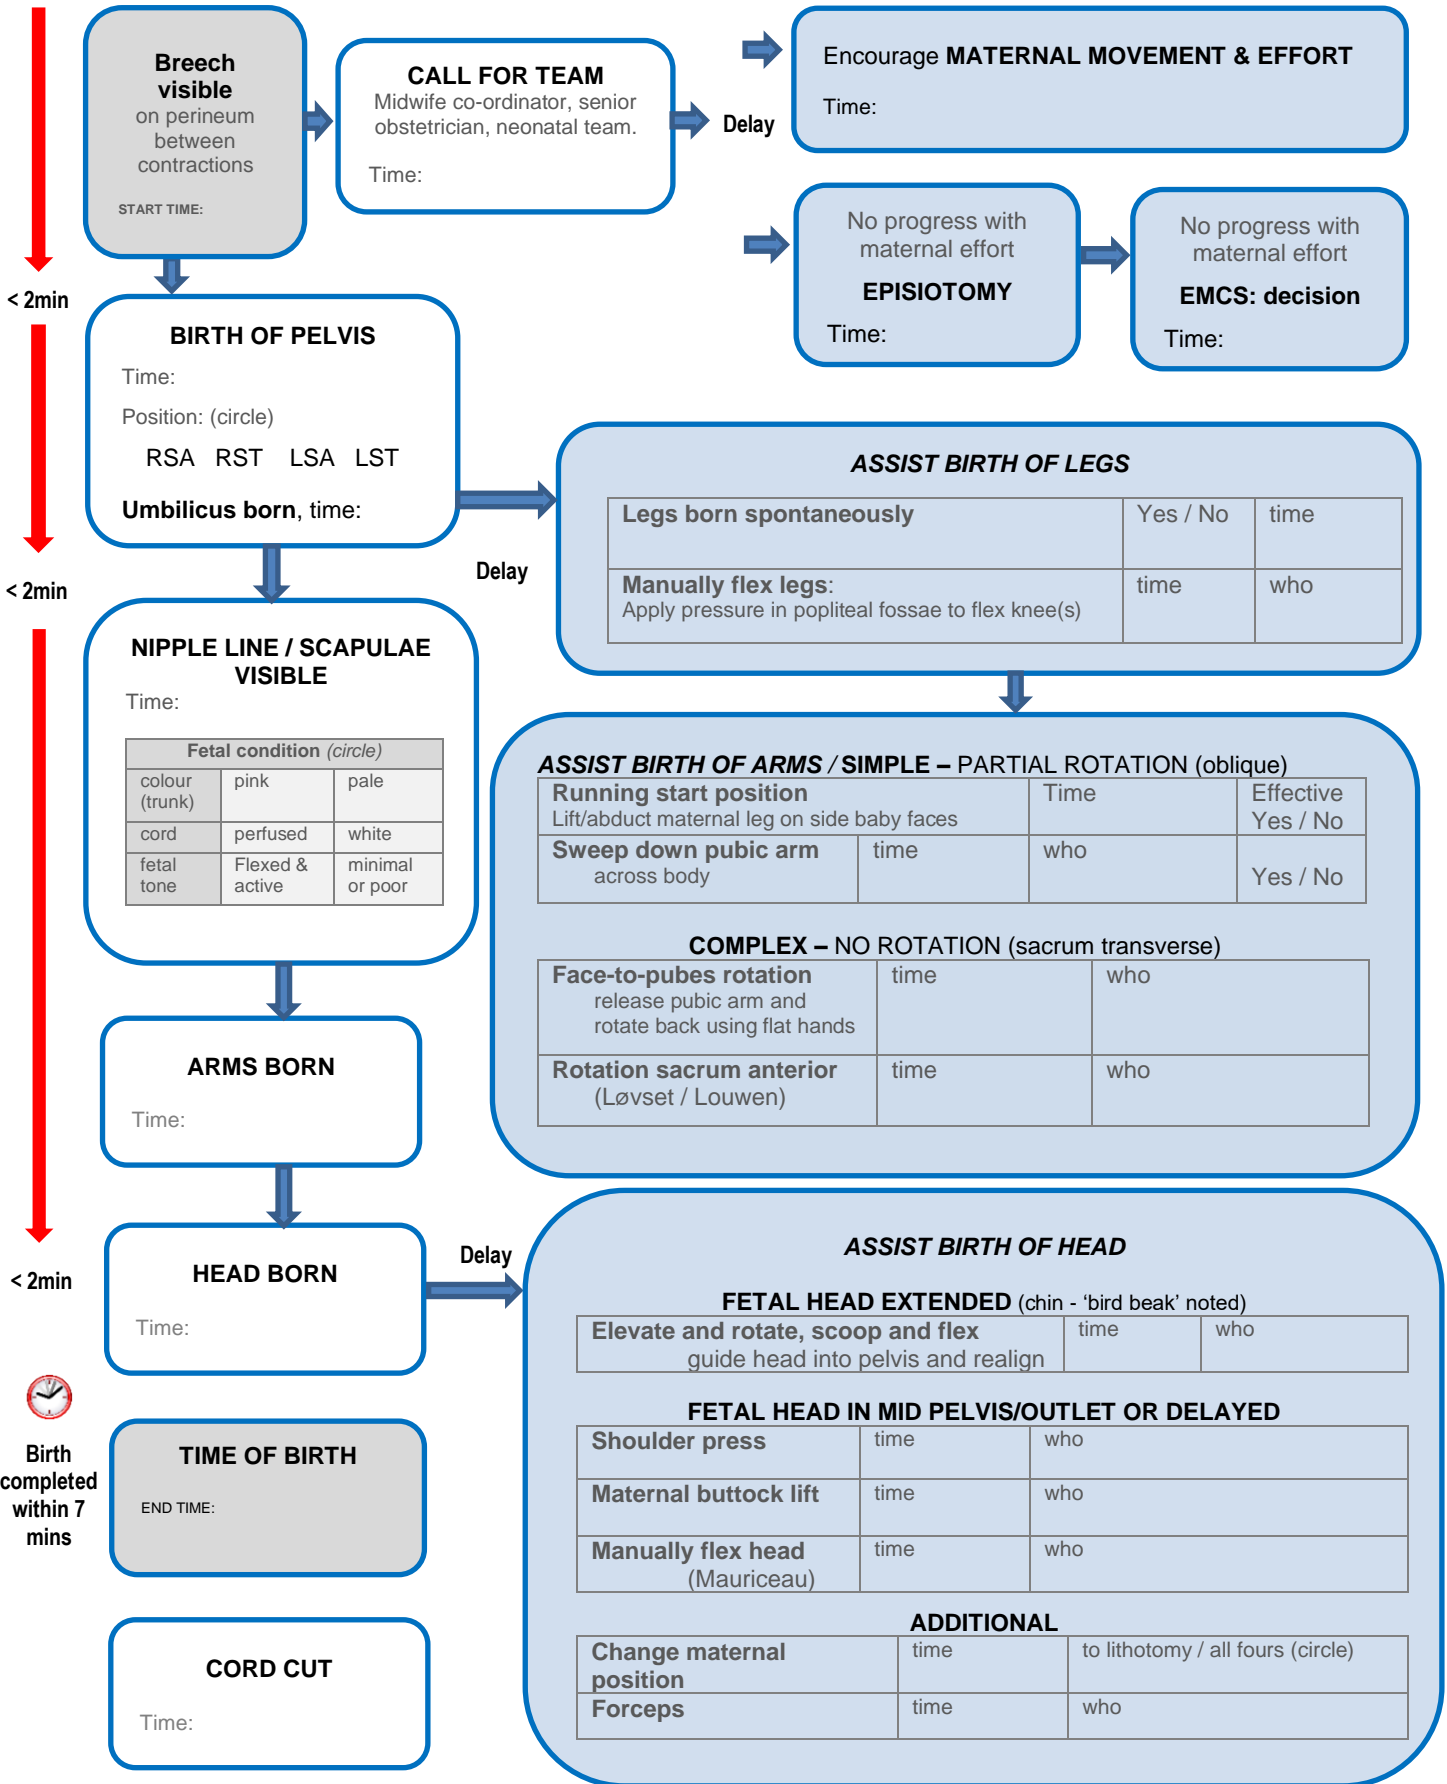 Breech
visible
on perineum
between
contractions
START TIME:
CALL FOR TEAM
Midwife co-ordinator, senior
obstetrician, neonatal team.
Time:
Delay
Encourage MATERNAL MOVEMENT & EFFORT
Time:
No progress with
maternal effort
EPISIOTOMY
Time:
No progress with
maternal effort
EMCS: decision
Time:
< 2min
BIRTH OF PELVIS
Time:
Position: (circle)
RSA RST LSA LST
Umbilicus born, time:
Delay
ASSIST BIRTH OF LEGS
Legs born spontaneously Yes / No time
Manually flex legs: time who
Apply pressure in popliteal fossae to flex knee(s)
< 2min
NIPPLE LINE / SCAPULAE
VISIBLE
Time:
Fetal condition (circle)
colour (trunk) pink pale
cord perfused white
fetal tone Flexed & active minimal or poor
ASSIST BIRTH OF ARMS / SIMPLE – PARTIAL ROTATION (oblique)
Running start position Time Effective
Lift/abduct maternal leg on side baby faces Yes / No
Sweep down pubic arm time who
across body Yes / No
COMPLEX – NO ROTATION (sacrum transverse)
Face-to-pubes rotation time who
release pubic arm and
rotate back using flat hands
Rotation sacrum anterior time who
(Løvset / Louwen)
ARMS BORN
Time:
HEAD BORN
Time:
Delay
< 2min
ASSIST BIRTH OF HEAD
FETAL HEAD EXTENDED (chin - ‘bird beak’ noted)
Elevate and rotate, scoop and flex time who
guide head into pelvis and realign
FETAL HEAD IN MID PELVIS/OUTLET OR DELAYED
Shoulder press time who
Maternal buttock lift time who
Manually flex head time who
(Mauriceau)
ADDITIONAL
Change maternal time to lithotomy / all fours (circle)
position
Forceps time who
Birth
completed
within 7
mins
TIME OF BIRTH
END TIME:
CORD CUT
Time: